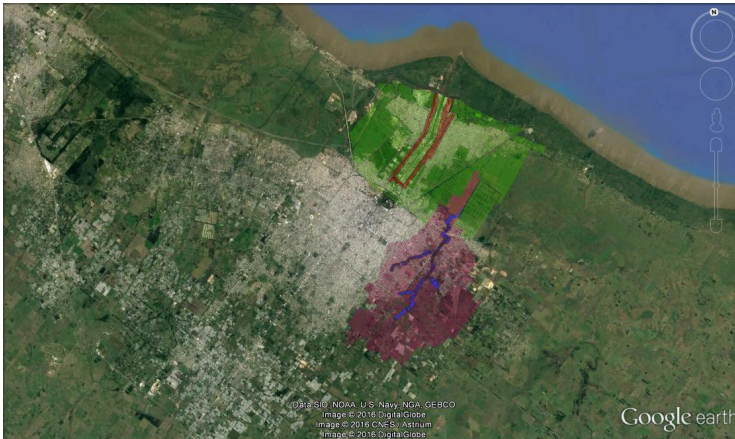 N
Data SIO, NOAA, U.S. Navy, NGA, GEBCO
Image © 2016 DigitalGlobe
Image © 2016 CNES / Astrium
Image © 2016 DigitalGlobe
Google earth